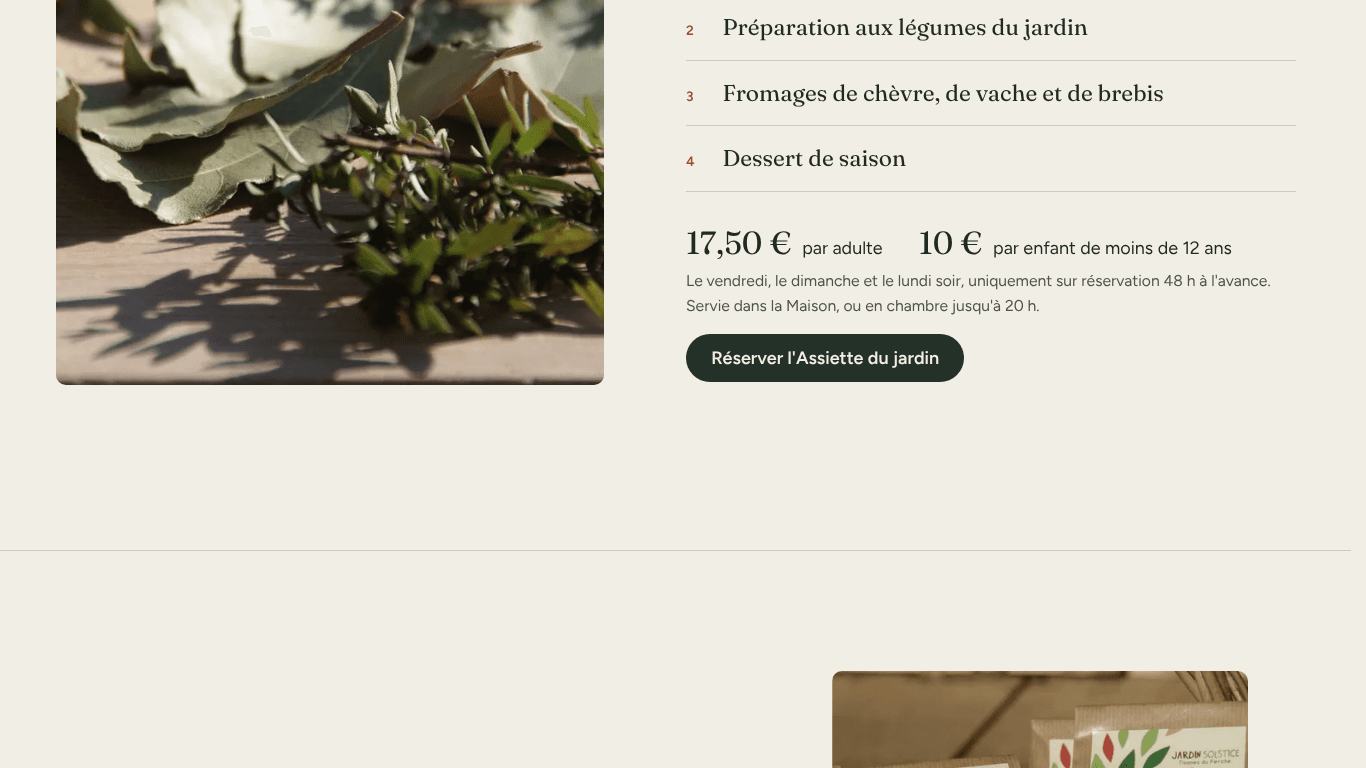 2 Préparation aux légumes du jardin
3 Fromages de chèvre, de vache et de brebis
4 Dessert de saison
17,50 € par adulte 10 € par enfant de moins de 12 ans
Le vendredi, le dimanche et le lundi soir, uniquement sur réservation 48 h à l'avance.
Servie dans la Maison, ou en chambre jusqu'à 20 h.
Réserver l'Assiette du jardin
JARDIN SOLSTICE
Tisanes du Perche